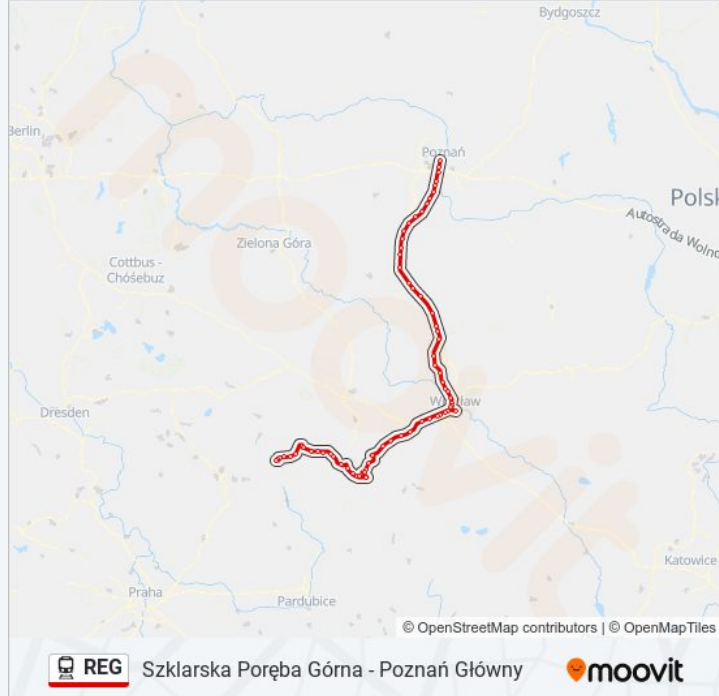 Bydgoszcz
Berlin
Poznań
Polsk
Autostrada Wolno
Zielona Góra
Cottbus -
Chóśebuz
Wrocław
Dresden
Katowice
Praha
Pardubice
© OpenStreetMap contributors | © OpenMapTiles
REG Szklarska Poręba Górna - Poznań Główny moovit
moovit